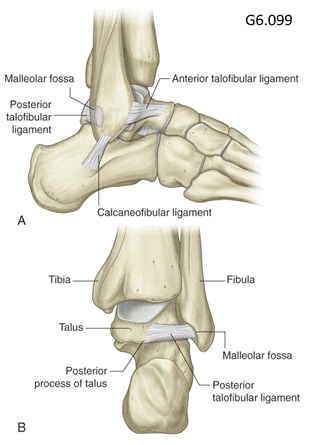 G6.099
Malleolar fossa
Anterior talofibular ligament
Posterior
talofibular
ligament
Calcaneofibular ligament
A
Tibia
Fibula
Talus
Malleolar fossa
Posterior
process of talus
Posterior
talofibular ligament
B